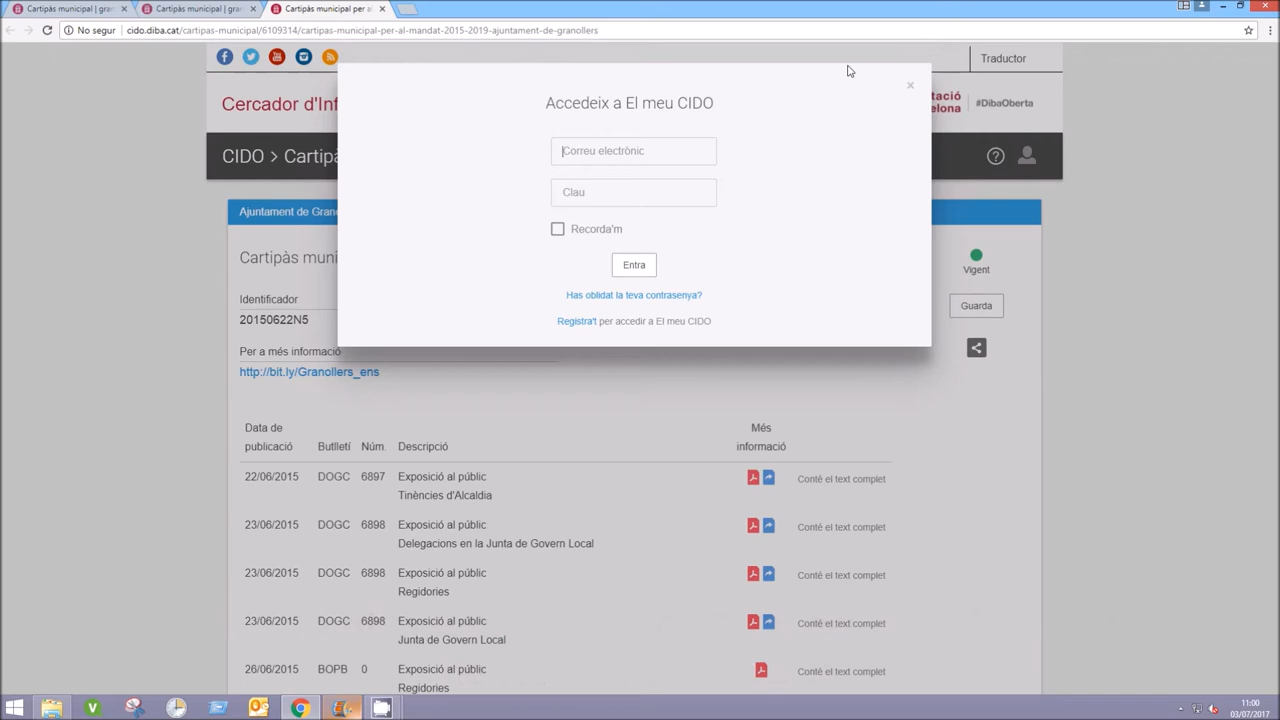 Cartipàs municipal | gran
Cartipàs municipal | gran
Cartipàs municipal per al
No segur
cido.diba.cat/cartipas-municipal/6109314/cartipas-municipal-per-al-mandat-2015-2019-ajuntament-de-granollers
Traductor
Cercador d'Inf
#DibaOberta
CIDO > Cartipà
Accedeix a El meu CIDO
×
Correu electrònic
Clau
Recorda'm
Entra
Has oblidat la teva contrasenya?
Registra't per accedir a El meu CIDO
Ajuntament de Grano
Cartipàs muni
Vigent
Guarda
Identificador
20150622N5
Per a més informació
http://bit.ly/Granollers_ens
Data de publicació Butlletí Núm. Descripció Més informació
22/06/2015 DOGC 6897 Exposició al públic
Tinències d'Alcaldia
Conté el text complet
23/06/2015 DOGC 6898 Exposició al públic
Delegacions en la Junta de Govern Local
Conté el text complet
23/06/2015 DOGC 6898 Exposició al públic
Regidories
Conté el text complet
23/06/2015 DOGC 6898 Exposició al públic
Junta de Govern Local
Conté el text complet
26/06/2015 BOPB 0 Exposició al públic
Regidories
Conté el text complet
11:00
03/07/2017